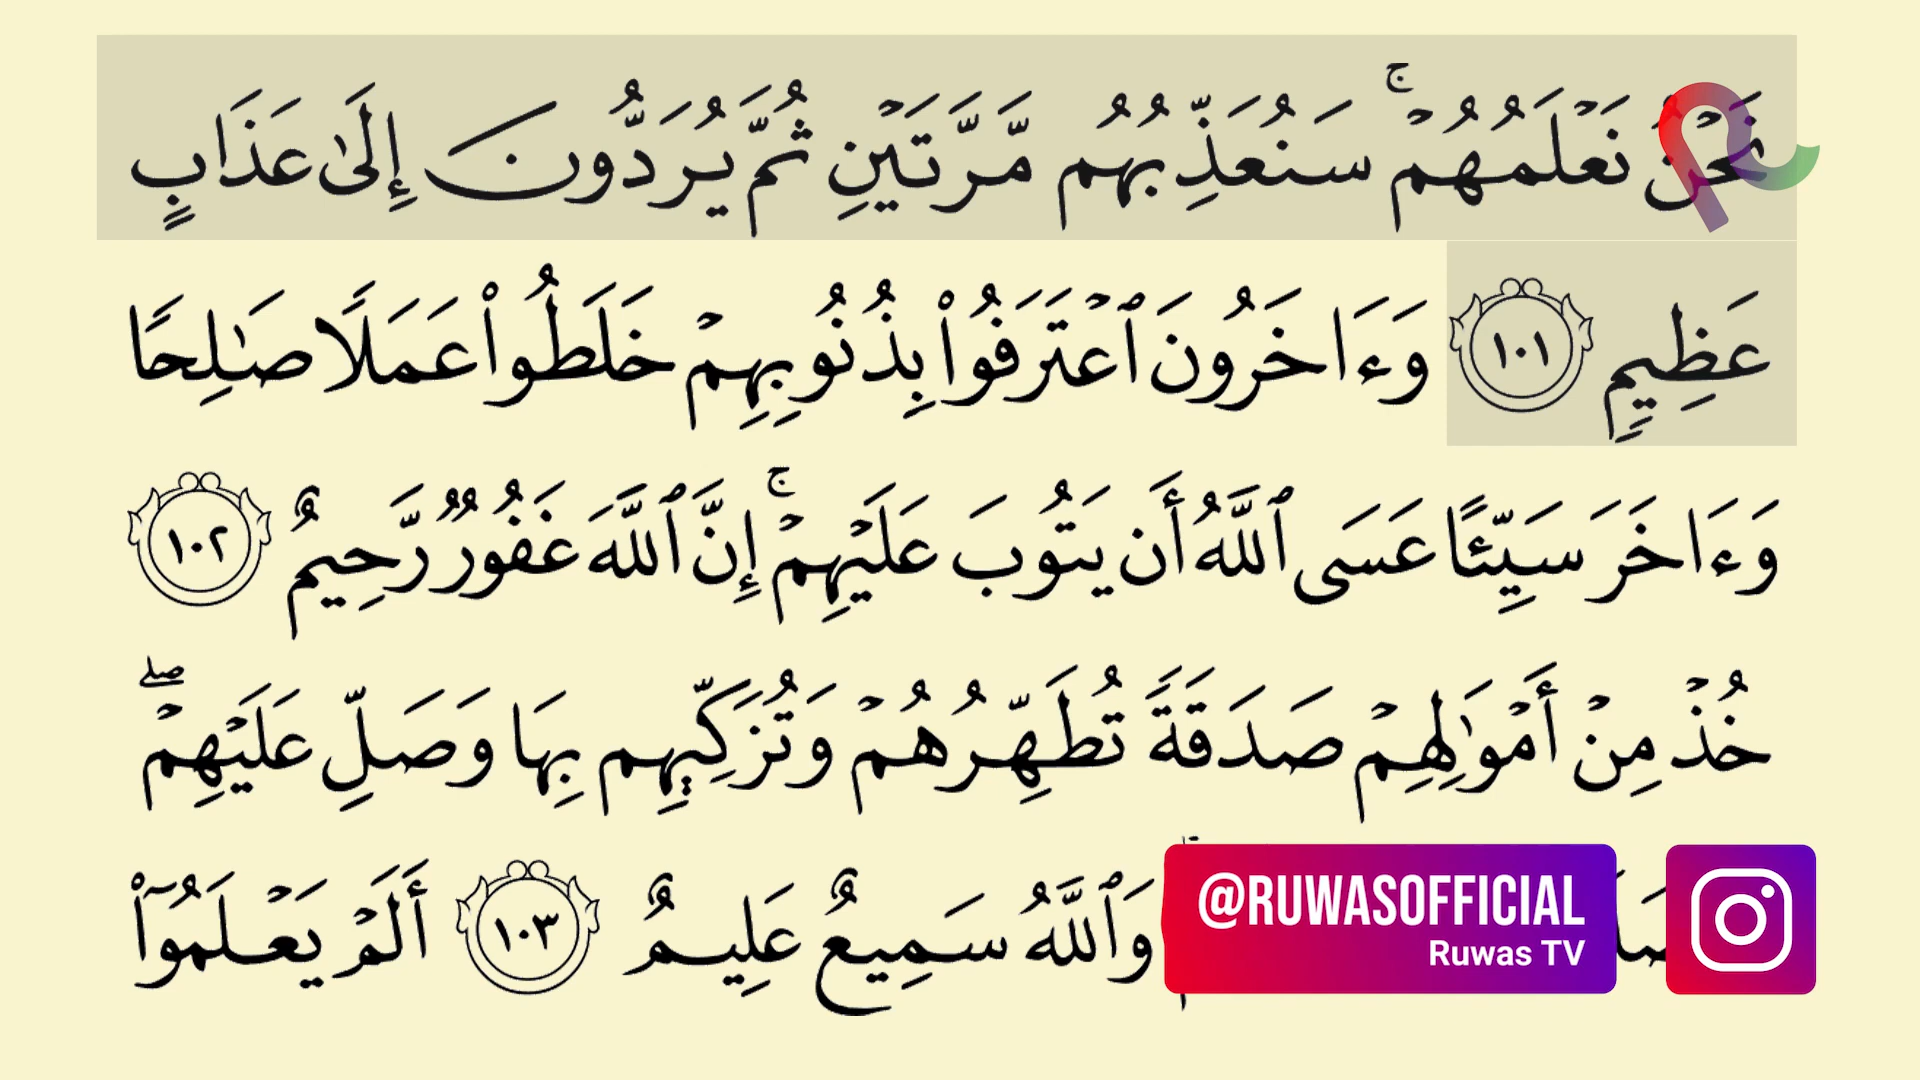 نَحْنُ نَعْلَمُهُمْ ۚ سَنُعَذِّبُهُم مَّرَّتَيْنِ ثُمَّ يُرَدُّونَ إِلَىٰ عَذَابٍ
عَظِيمٍ ١٠١ وَءَاخَرُونَ ٱعْتَرَفُوا۟ بِذُنُوبِهِمْ خَلَطُوا۟ عَمَلًا صَـٰلِحًا
وَءَاخَرَ سَيِّئًا عَسَى ٱللَّهُ أَن يَتُوبَ عَلَيْهِمْ ۚ إِنَّ ٱللَّهَ غَفُورٌ رَّحِيمٌ ١٠٢
خُذْ مِنْ أَمْوَٰلِهِمْ صَدَقَةً تُطَهِّرُهُمْ وَتُزَكِّيهِم بِهَا وَصَلِّ عَلَيْهِمْ ۖ
وَٱللَّهُ سَمِيعٌ عَلِيمٌ ١٠٣ أَلَمْ يَعْلَمُوٓا۟
@RUWASOFFICIAL
Ruwas TV